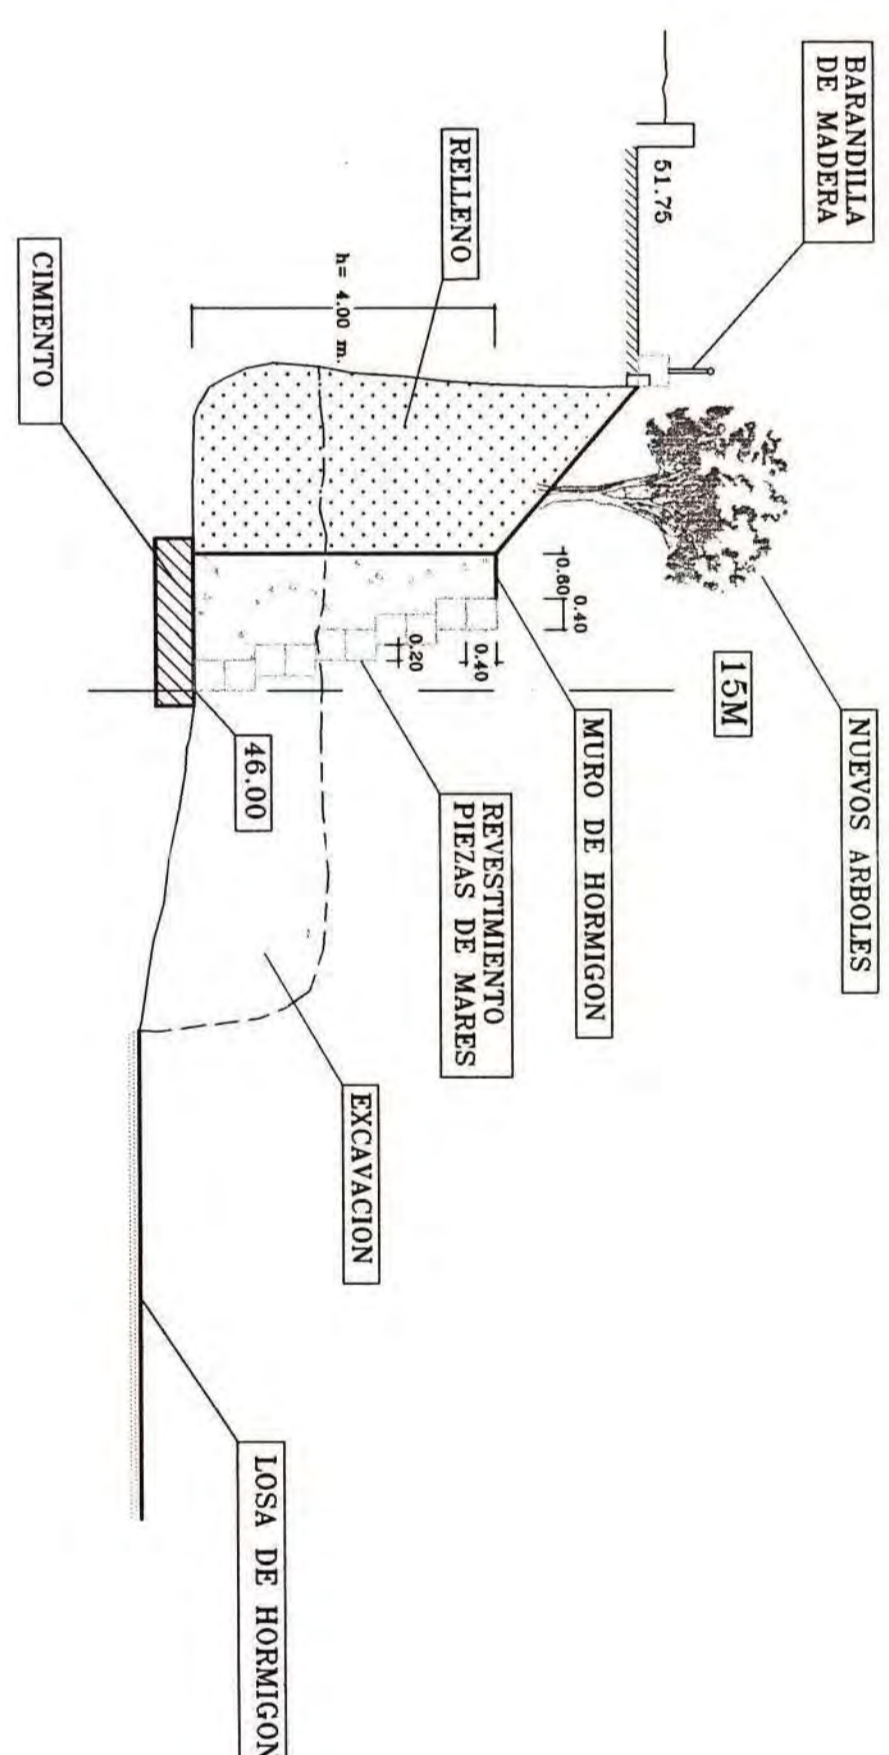 BARANDILLA
DE MADERA
51.75
RELLENO
h= 4.00 m.
CIMIENTO
NUEVOS ARBOLES
15M
0.60
0.40
0.40
0.20
MURO DE HORMIGON
REVESTIMIENTO
PIEZAS DE MARES
46.00
EXCAVACION
LOSA DE HORMIGON